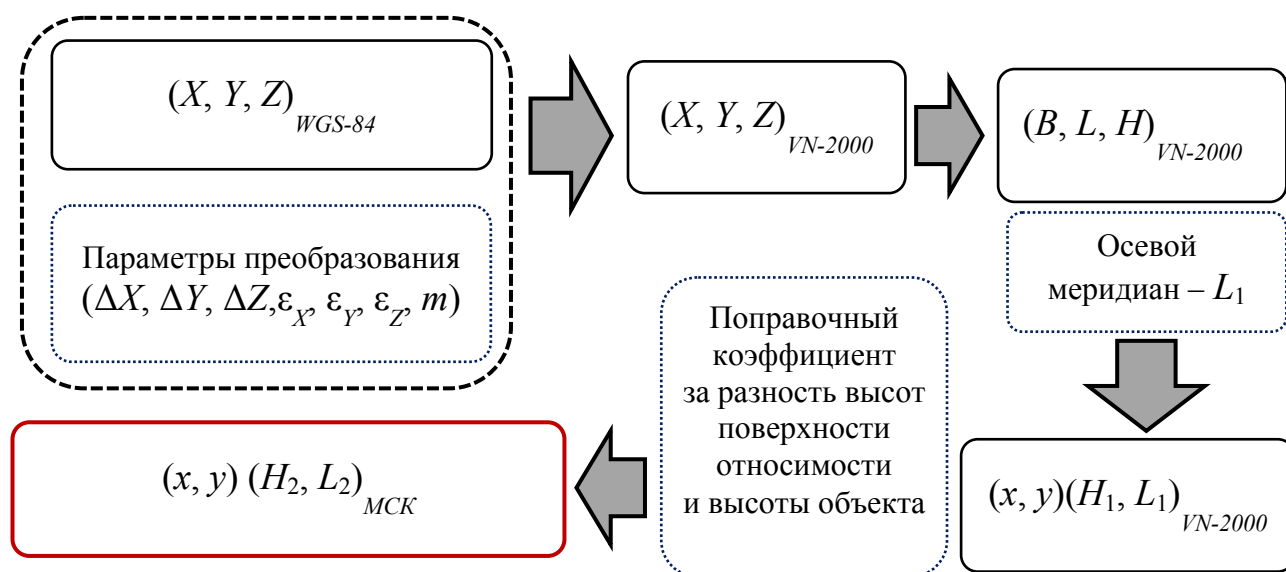 (X, Y, Z) WGS-84
(X, Y, Z) VN-2000
(B, L, H) VN-2000
Параметры преобразования
(ΔX, ΔY, ΔZ,εX, εY, εZ, m)
Осевой
меридиан – L1
Поправочный
коэффициент
за разность высот
поверхности
относимости
и высоты объекта
(x, y)(H1, L1) VN-2000
(x, y) (H2, L2) МСК